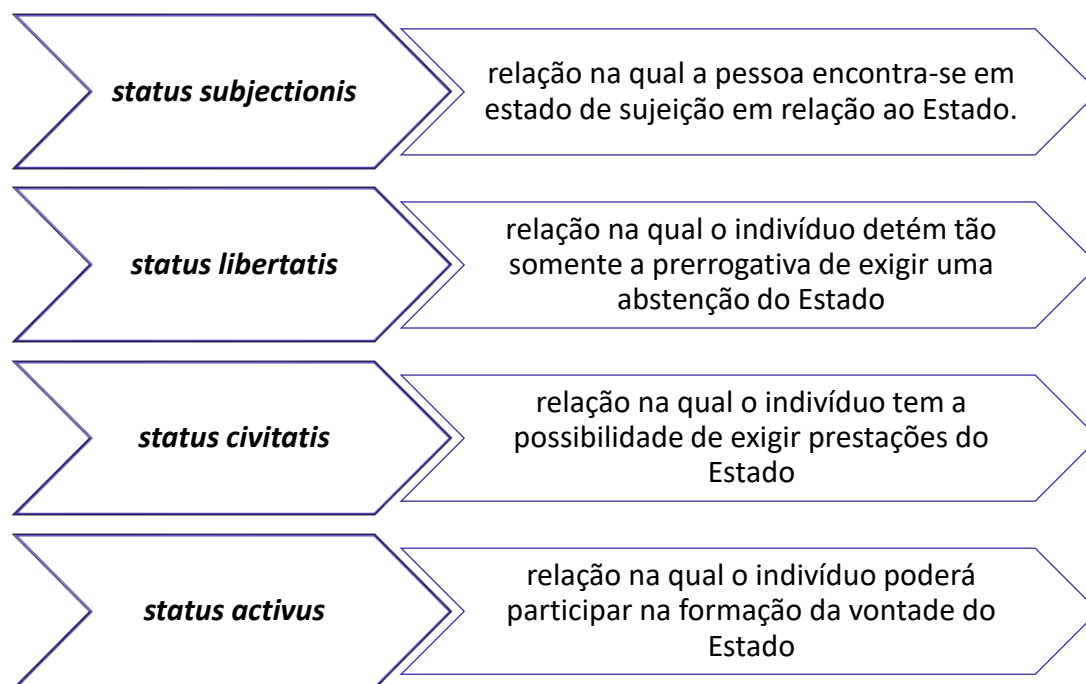 status subjectionis
relação na qual a pessoa encontra-se em
estado de sujeição em relação ao Estado.
status libertatis
relação na qual o indivíduo detém tão
somente a prerrogativa de exigir uma
abstenção do Estado
status civitatis
relação na qual o indivíduo tem a
possibilidade de exigir prestações do
Estado
status activus
relação na qual o indivíduo poderá
participar na formação da vontade do
Estado